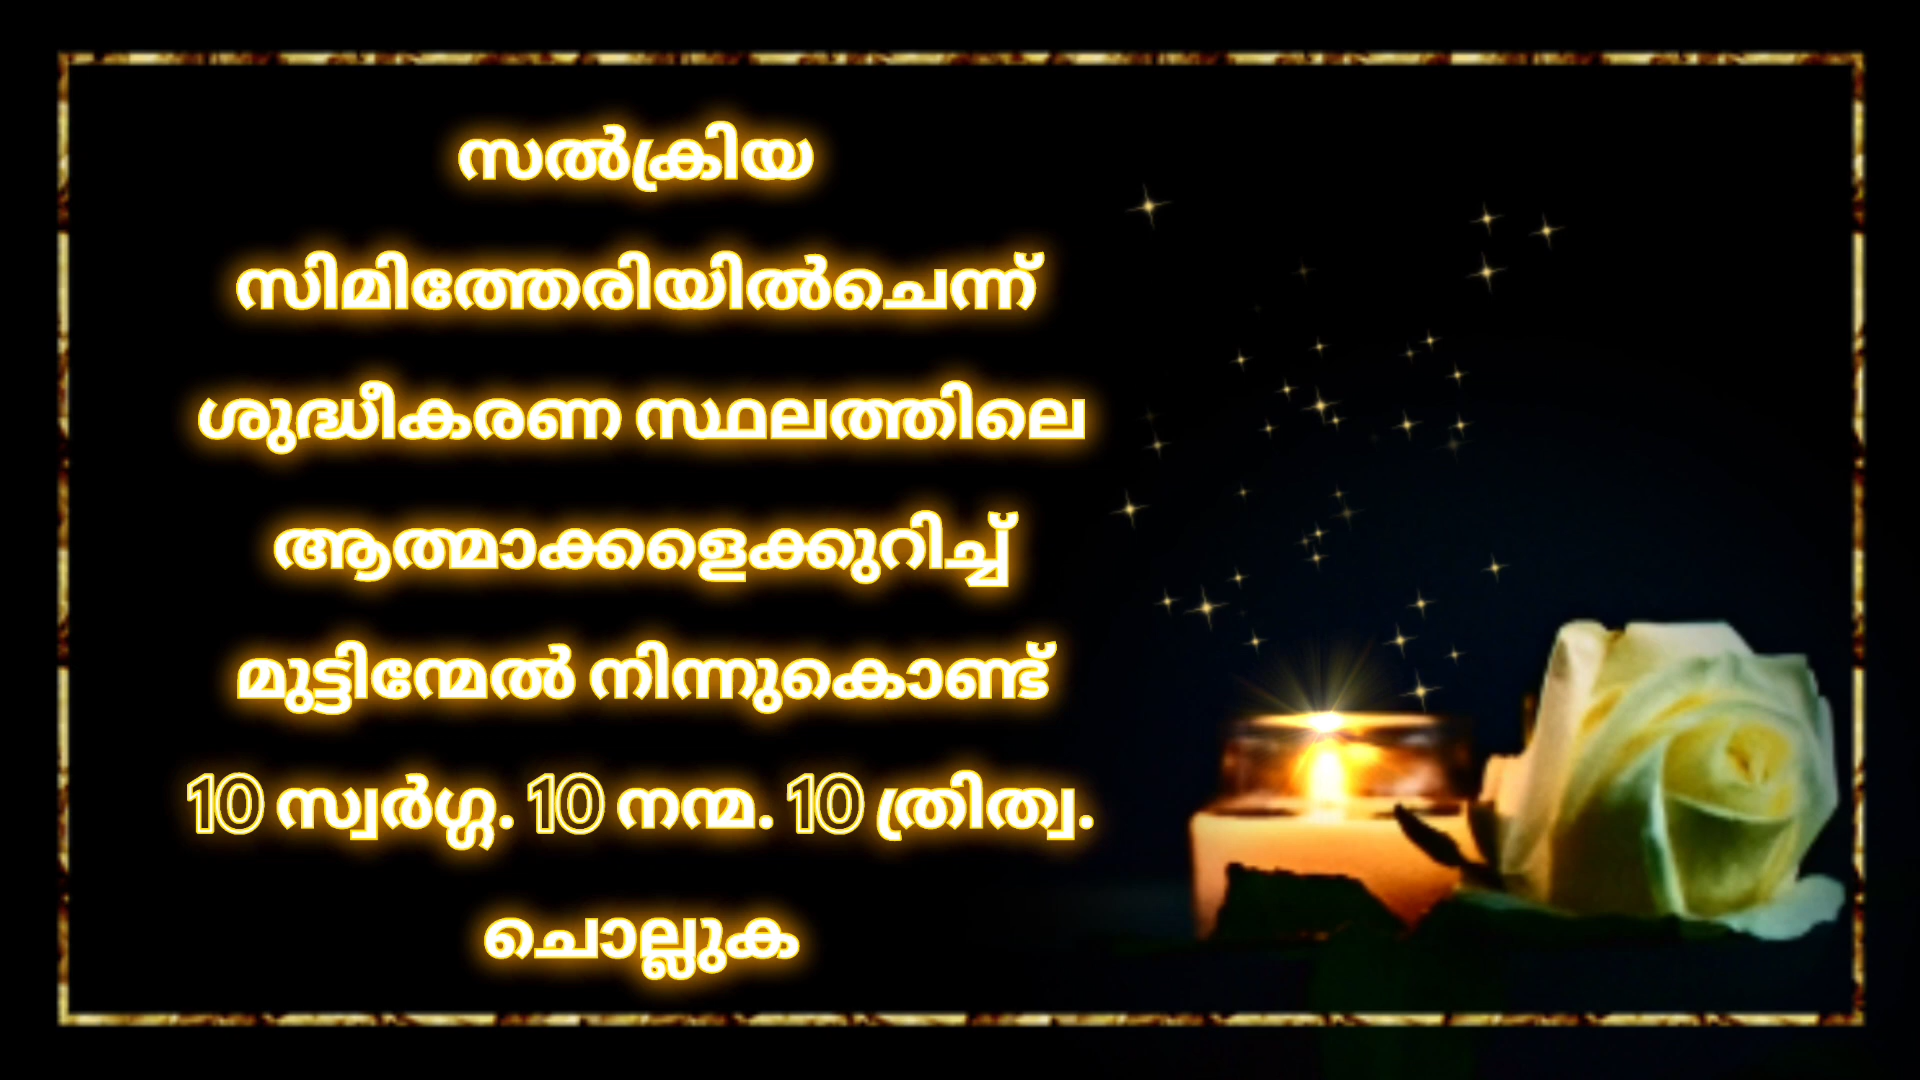 സൽക്രിയ
സിമിത്തേരിയിൽചെന്ന്
ശുദ്ധീകരണ സ്ഥലത്തിലെ
ആത്മാക്കളെക്കുറിച്ച്
മുട്ടിന്മേൽ നിന്നുകൊണ്ട്
10 സ്വർഗ്ഗ. 10 നന്മ. 10 ത്രിത്വ.
ചൊല്ലുക